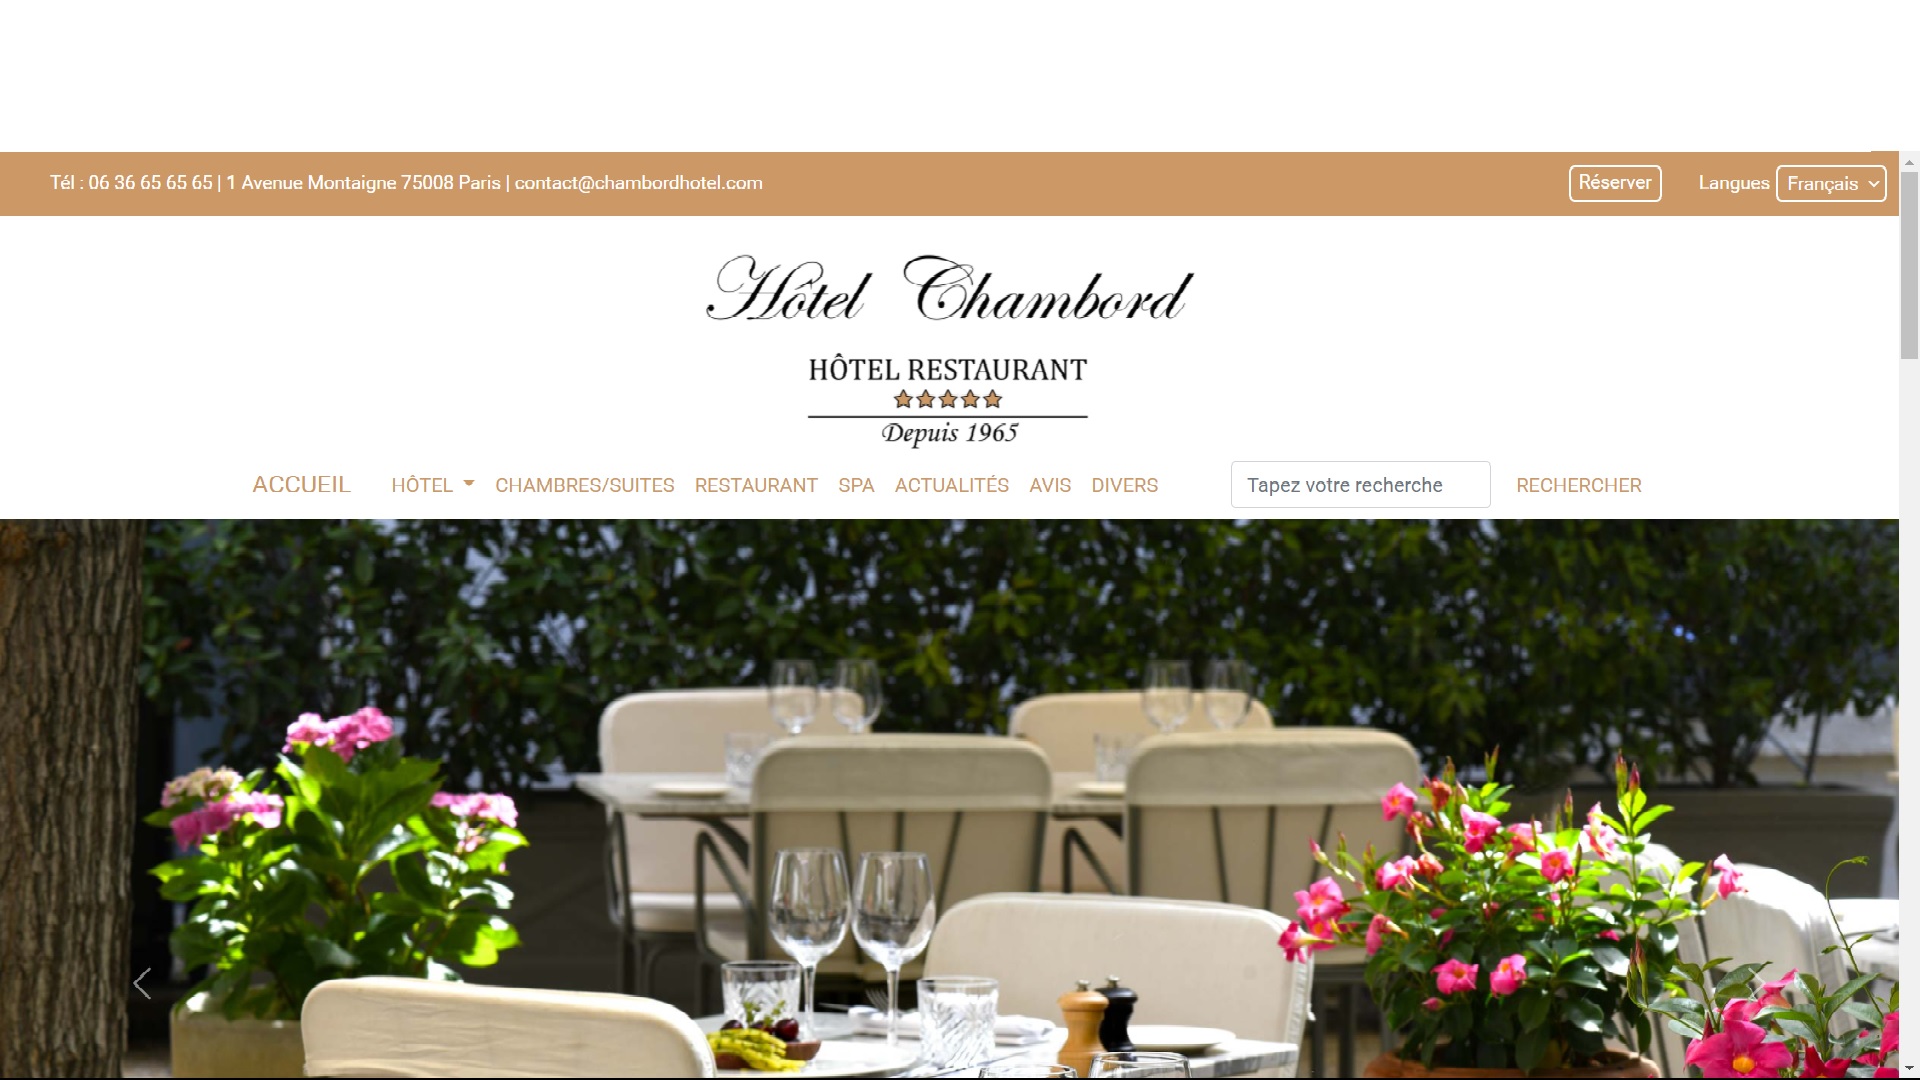 Tél : 06 36 65 65 65 | 1 Avenue Montaigne 75008 Paris | contact@chambordhotel.com Réserver Langues Français
Hôtel Chambord
HÔTEL RESTAURANT
Depuis 1965
ACCUEIL HÔTEL CHAMBRES/SUITES RESTAURANT SPA ACTUALITÉS AVIS DIVERS Tapez votre recherche RECHERCHER